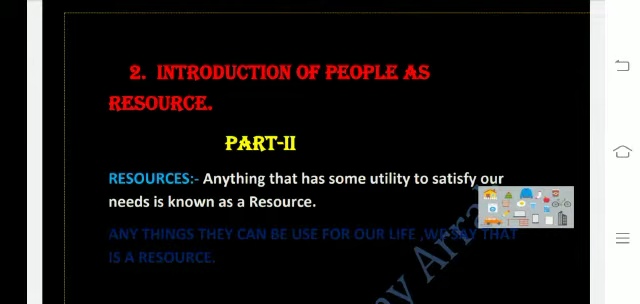 2. INTRODUCTION OF PEOPLE AS
RESOURCE.
PART-II
RESOURCES:- Anything that has some utility to satisfy our
needs is known as a Resource.
ANY THINGS THEY CAN BE USE FOR OUR LIFE ,WE SAY THAT
IS A RESOURCE.